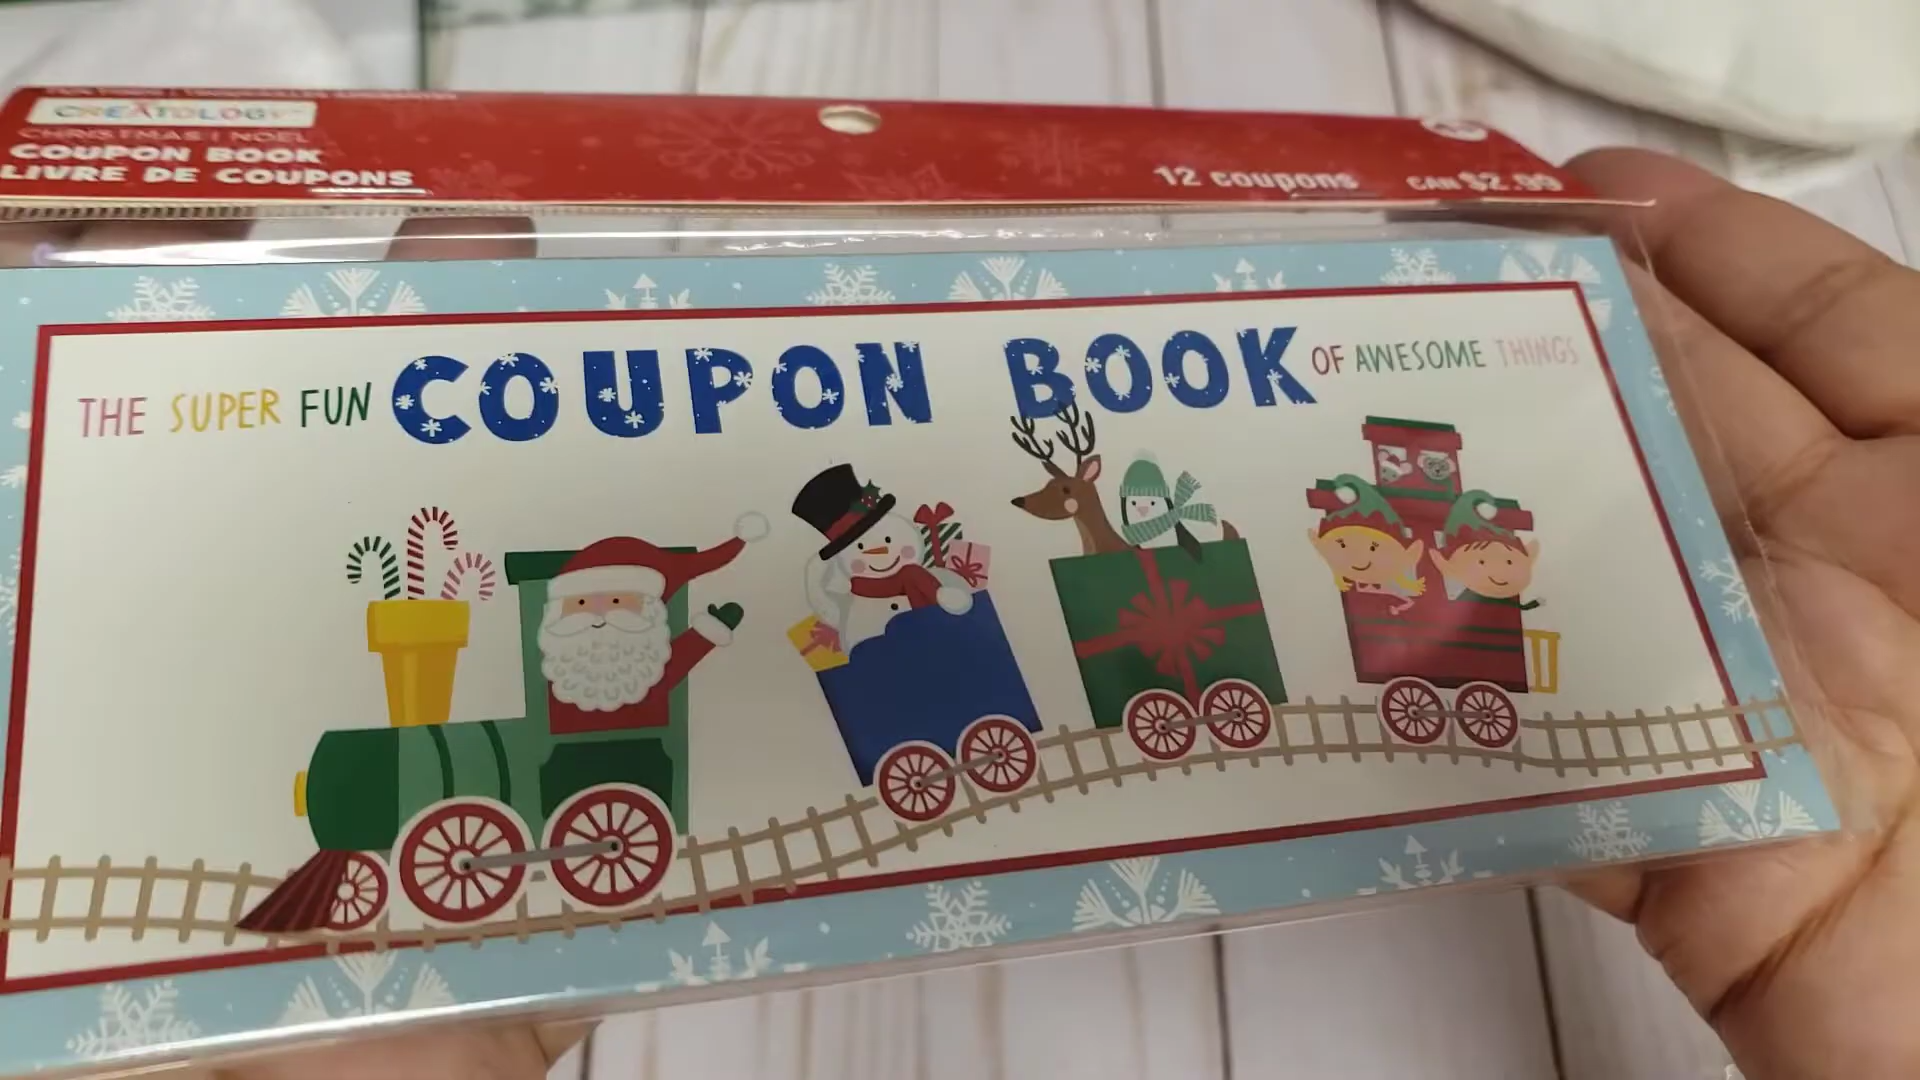 CREATOLOGY
CHRISTMAS | NOËL
COUPON BOOK
LIVRE DE COUPONS
12 coupons
CAN $2.99
THE SUPER FUN COUPON BOOK OF AWESOME THINGS